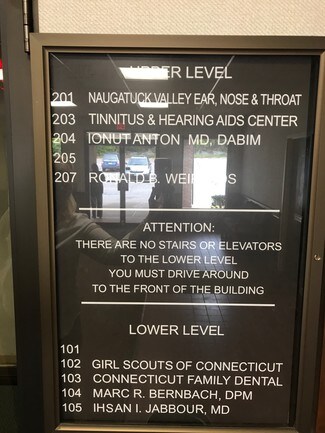 UPPER LEVEL
201 NAUGATUCK VALLEY EAR, NOSE & THROAT
203 TINNITUS & HEARING AIDS CENTER
204 IONUT ANTON MD, DABIM
205
207 RONALD B.
ATTENTION:
THERE ARE NO STAIRS OR ELEVATORS
TO THE LOWER LEVEL
YOU MUST DRIVE AROUND
TO THE FRONT OF THE BUILDING
LOWER LEVEL
101
102 GIRL SCOUTS OF CONNECTICUT
103 CONNECTICUT FAMILY DENTAL
104 MARC R. BERNBACH, DPM
105 IHSAN I. JABBOUR, MD